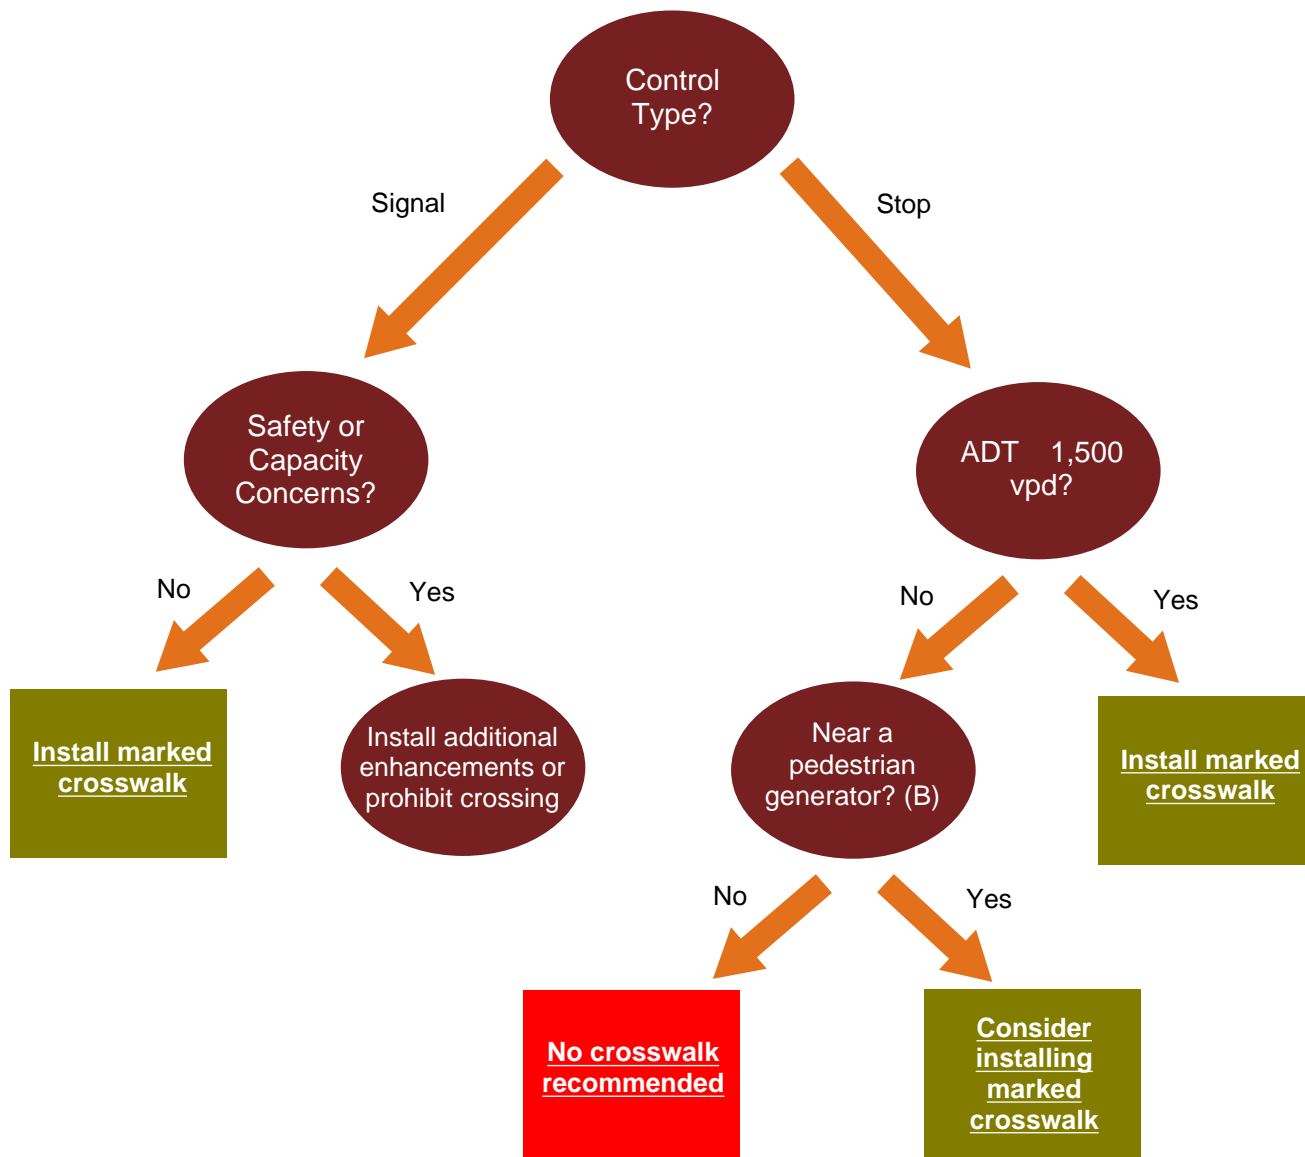 Control
Type?
Signal
Stop
Safety or
Capacity
Concerns?
ADT 1,500
vpd?
No
Yes
No
Yes
Install marked
crosswalk
Install additional
enhancements or
prohibit crossing
Near a
pedestrian
generator? (B)
Install marked
crosswalk
No
Yes
No crosswalk
recommended
Consider
installing
marked
crosswalk